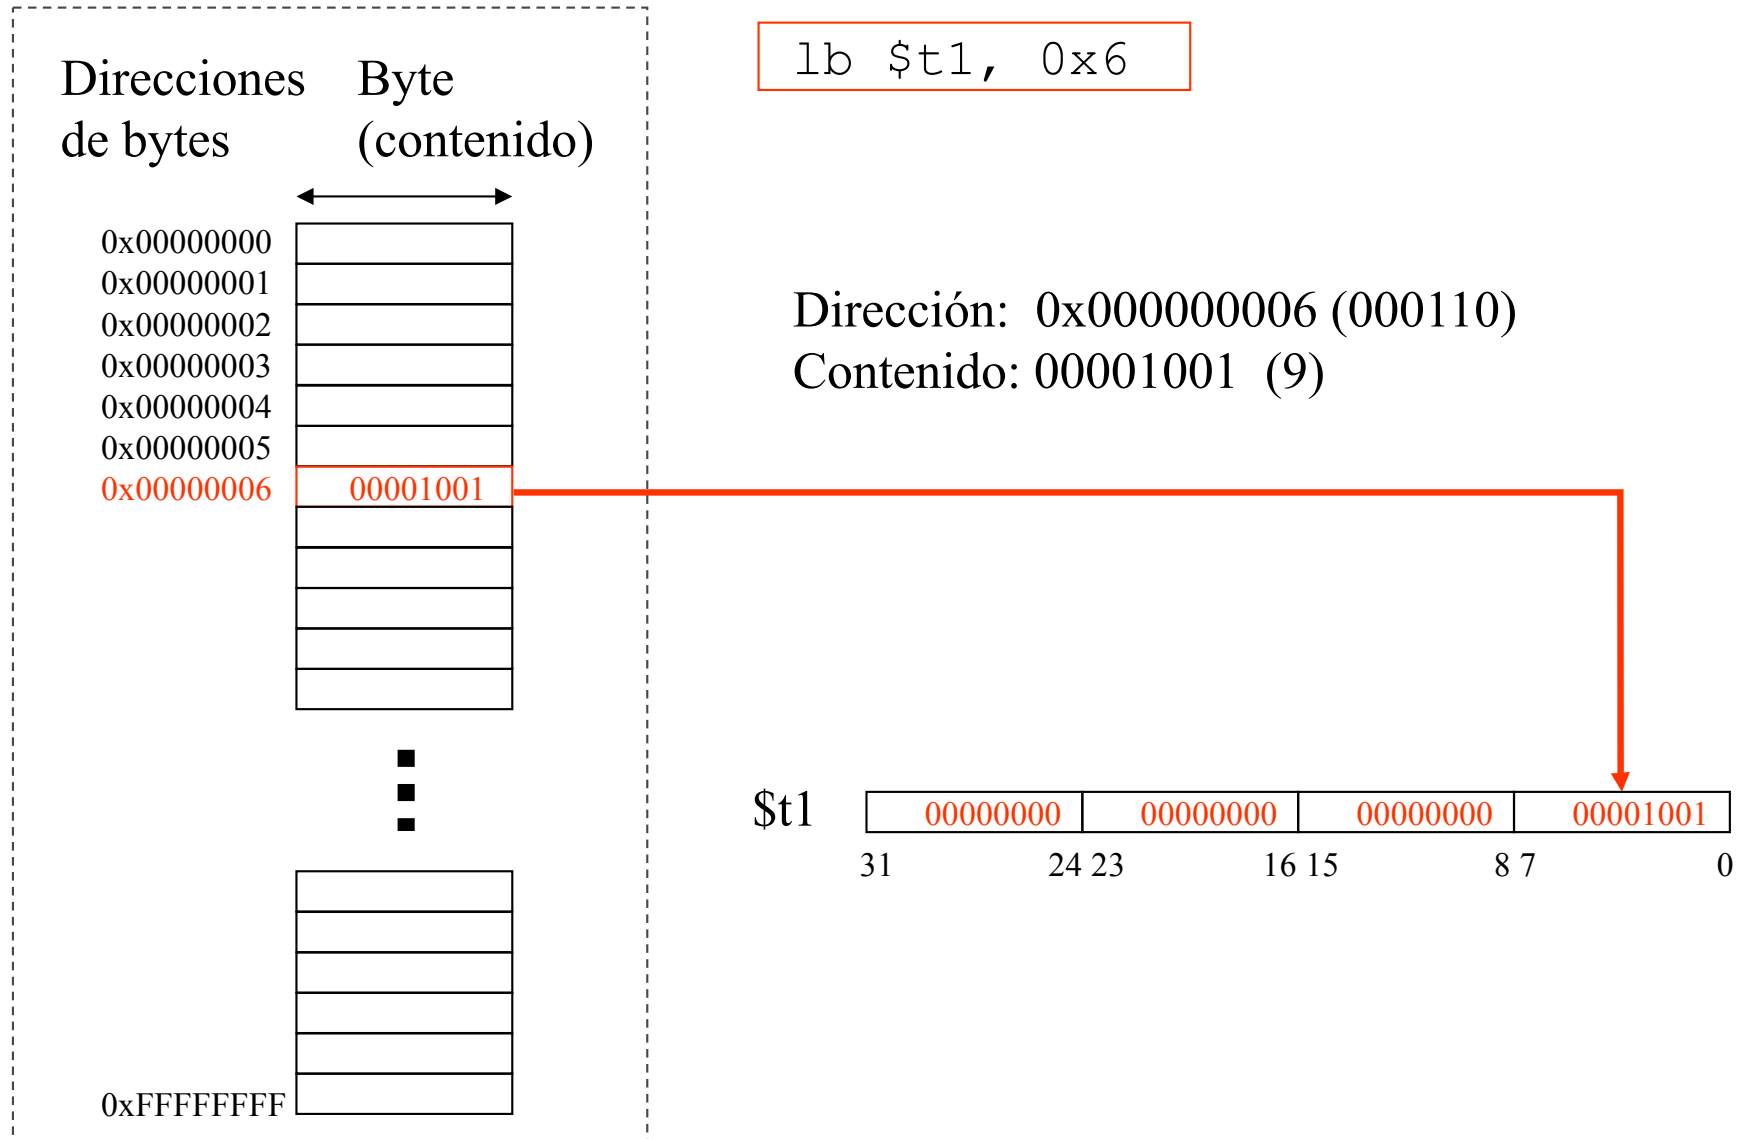 lb $t1, 0x6
Direcciones Byte
de bytes (contenido)
0x00000000
0x00000001
0x00000002
0x00000003
0x00000004
0x00000005
0x00000006 00001001
Dirección: 0x000000006 (000110)
Contenido: 00001001 (9)
$t1 00000000 00000000 00000000 00001001
31 24 23 16 15 8 7 0
0xFFFFFFFF